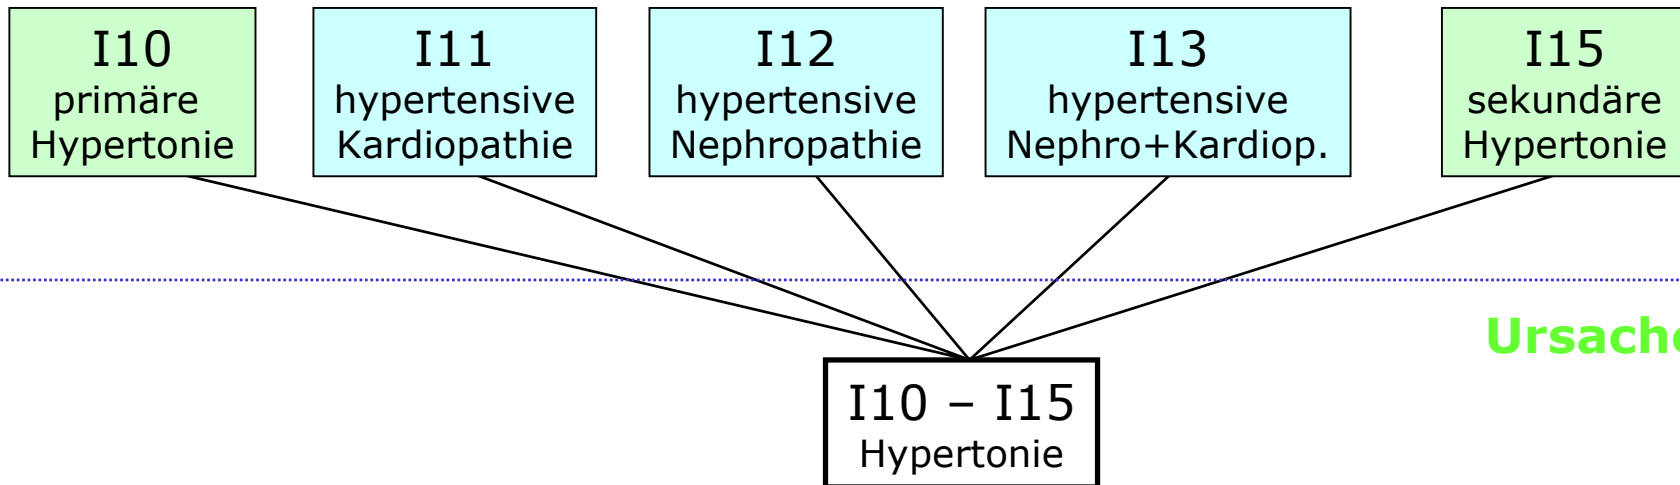 I10
primäre
Hypertonie
I11
hypertensive
Kardiopathie
I12
hypertensive
Nephropathie
I13
hypertensive
Nephro+Kardiop.
I15
sekundäre
Hypertonie
Ursache
I10 – I15
Hypertonie